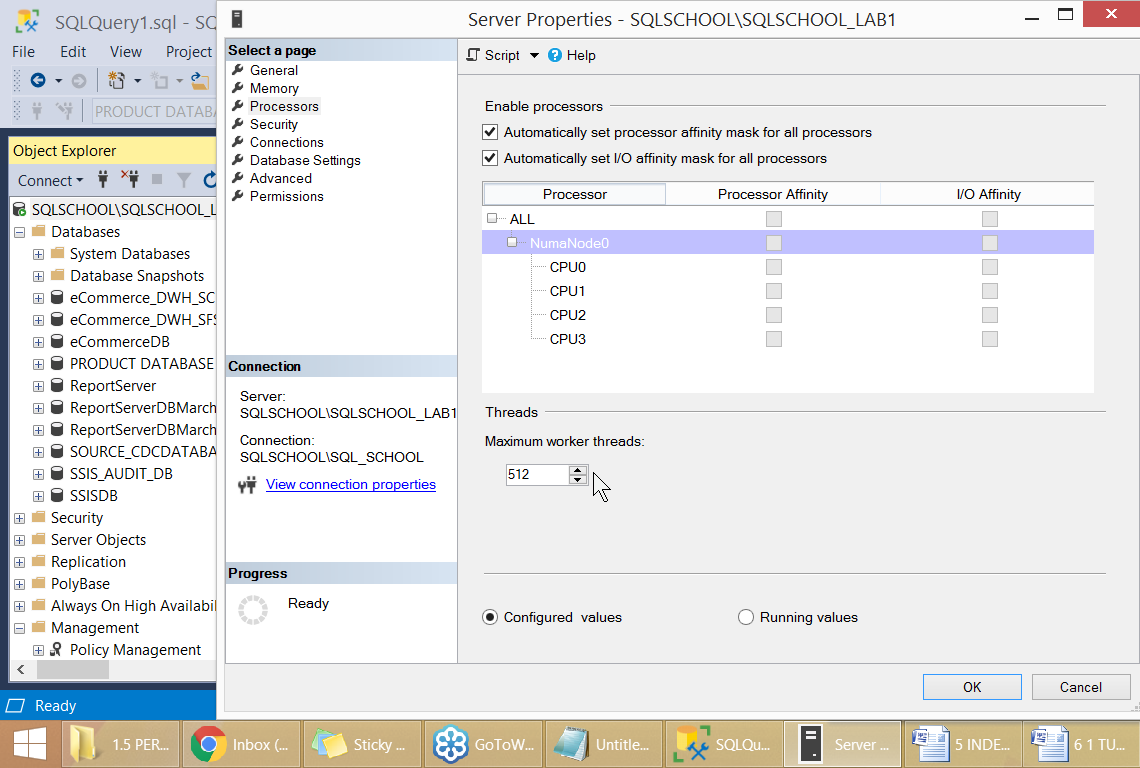 SQLQuery1.sql - SQ
File Edit View Project
PRODUCT DATAB
Object Explorer
Connect
SQLSCHOOL\SQLSCHOOL_L
Databases
System Databases
Database Snapshots
eCommerce_DWH_SC
eCommerce_DWH_SFS
eCommerceDB
PRODUCT DATABASE
ReportServer
ReportServerDBMarch
ReportServerDBMarch
SOURCE_CDCDATABA
SSIS_AUDIT_DB
SSISDB
Security
Server Objects
Replication
PolyBase
Always On High Availabil
Management
Policy Management
Ready
Server Properties - SQLSCHOOL\SQLSCHOOL_LAB1
Select a page
General
Memory
Processors
Security
Connections
Database Settings
Advanced
Permissions
Connection
Server:
SQLSCHOOL\SQLSCHOOL_LAB1
Connection:
SQLSCHOOL\SQL_SCHOOL
View connection properties
Progress
Ready
Script Help
Enable processors
Automatically set processor affinity mask for all processors
Automatically set I/O affinity mask for all processors
Processor Processor Affinity I/O Affinity
ALL
NumaNode0
CPU0
CPU1
CPU2
CPU3
Threads
Maximum worker threads:
512
Configured values Running values
OK Cancel
1.5 PER... Inbox (... Sticky ... GoToW... Untitle... SQLQu... Server ... 5 INDE... 6 1 TU...